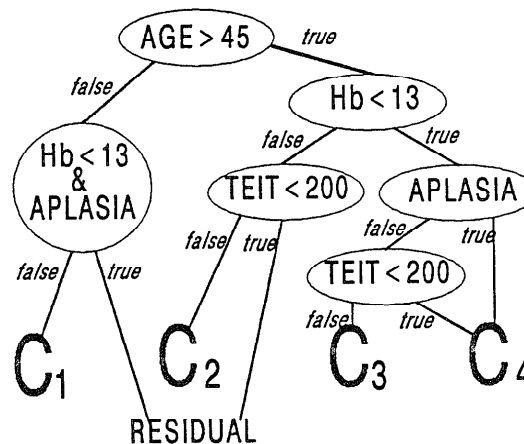 AGE > 45
true
false
Hb < 13
false
true
Hb < 13
&
APLASIA
TEIT < 200
APLASIA
false
true
false
true
false
true
TEIT < 200
false
true
C1
C2
C3
C4
RESIDUAL